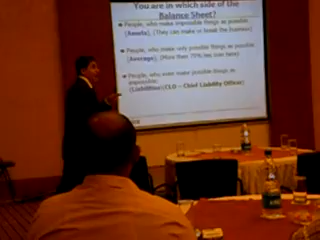 You are in which side of the
Balance Sheet?
People, who make impossible things as possible
(Assets). (They can make or break the business)
People, who make only possible things as possible
(Average). (More than 70% lies over here)
People, who even make possible things as
impossible
(Liabilities)(CLO - Chief Liability Officer)